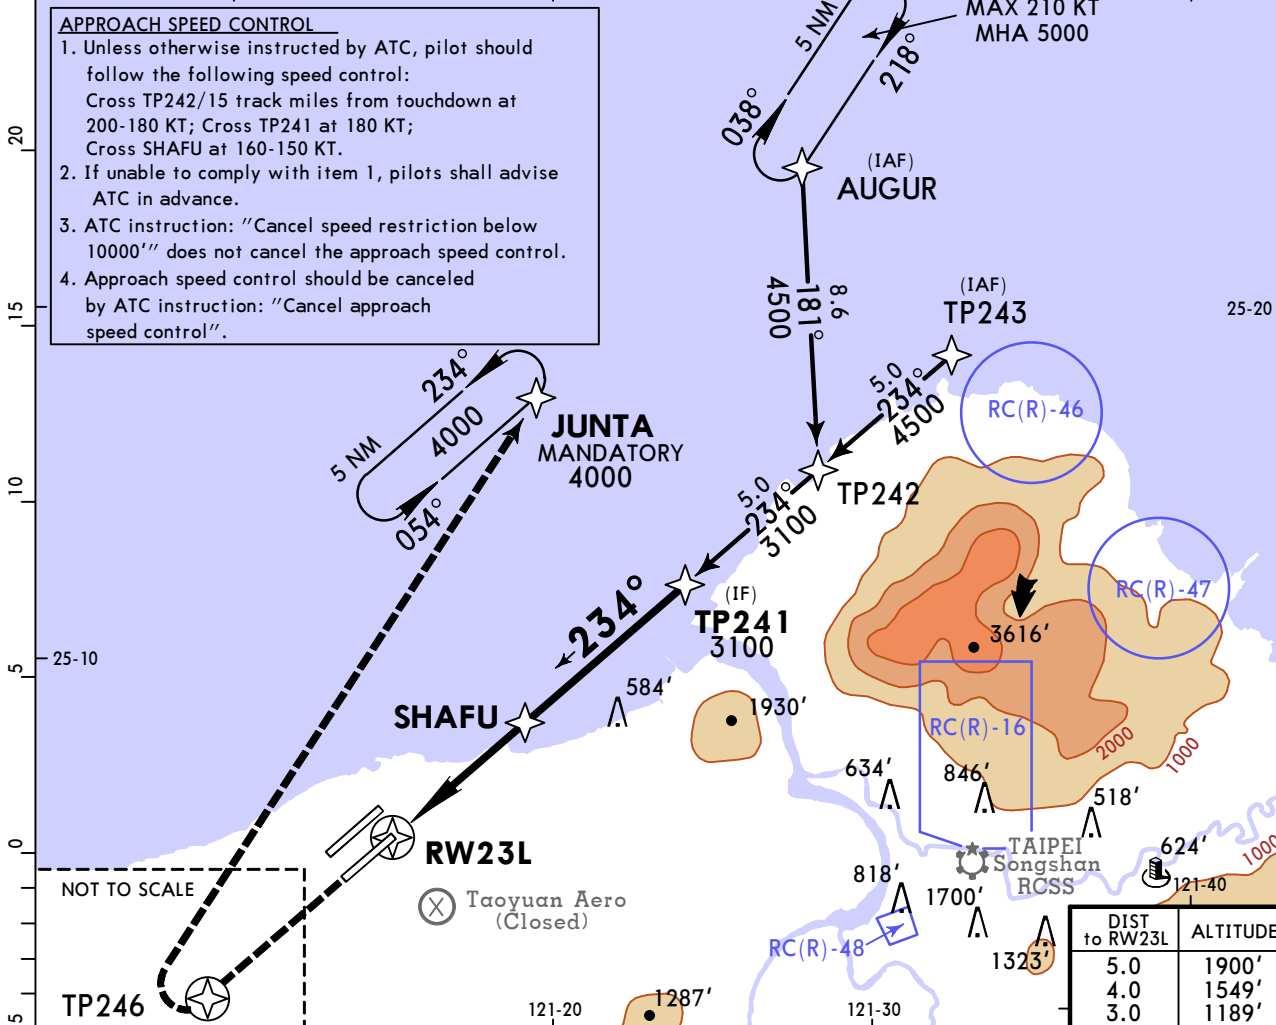 APPROACH SPEED CONTROL
1. Unless otherwise instructed by ATC, pilot should
follow the following speed control:
Cross TP242/15 track miles from touchdown at
200-180 KT; Cross TP241 at 180 KT;
Cross SHAFU at 160-150 KT.
2. If unable to comply with item 1, pilots shall advise
ATC in advance.
3. ATC instruction: "Cancel speed restriction below
10000'" does not cancel the approach speed control.
4. Approach speed control should be canceled
by ATC instruction: "Cancel approach
speed control".
MAX 210 KT
MHA 5000
5 NM
218°
038°
(IAF)
AUGUR
8.6
181°
4500
(IAF)
TP243
25-20
5.0
234°
4500
RC(R)-46
234°
4000
5 NM
054°
JUNTA
MANDATORY
4000
TP242
5.0
234°
3100
RC(R)-47
(IF)
TP241
3100
234°
3616'
584'
1930'
SHAFU
RC(R)-16
2000
1000
634'
846'
518'
RW23L
TAIPEI
Songshan
RCSS
624'
1000
121-40
818'
1700'
1323'
RC(R)-48
Taoyuan Aero
(Closed)
NOT TO SCALE
TP246
1287'
121-20
121-30
20
15
10
5
25-10
0
5
DIST
to RW23L
ALTITUDE
5.0 1900'
4.0 1549'
3.0 1189'